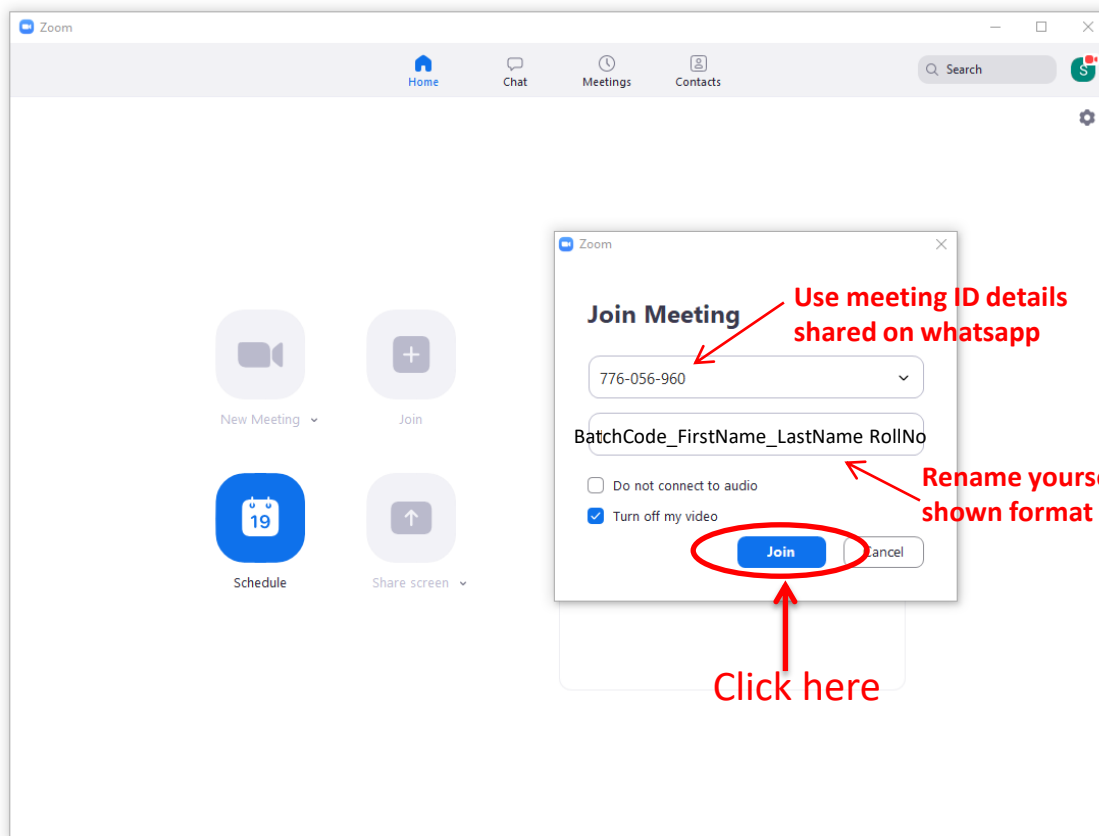 Zoom
Home
Chat
Meetings
Contacts
Search
S
Zoom
Join Meeting
Use meeting ID details
shared on whatsapp
776-056-960
New Meeting
Join
BatchCode_FirstName_LastName RollNo
Do not connect to audio
Rename yourse
shown format
Turn off my video
19
Join
Cancel
Schedule
Share screen
Click here